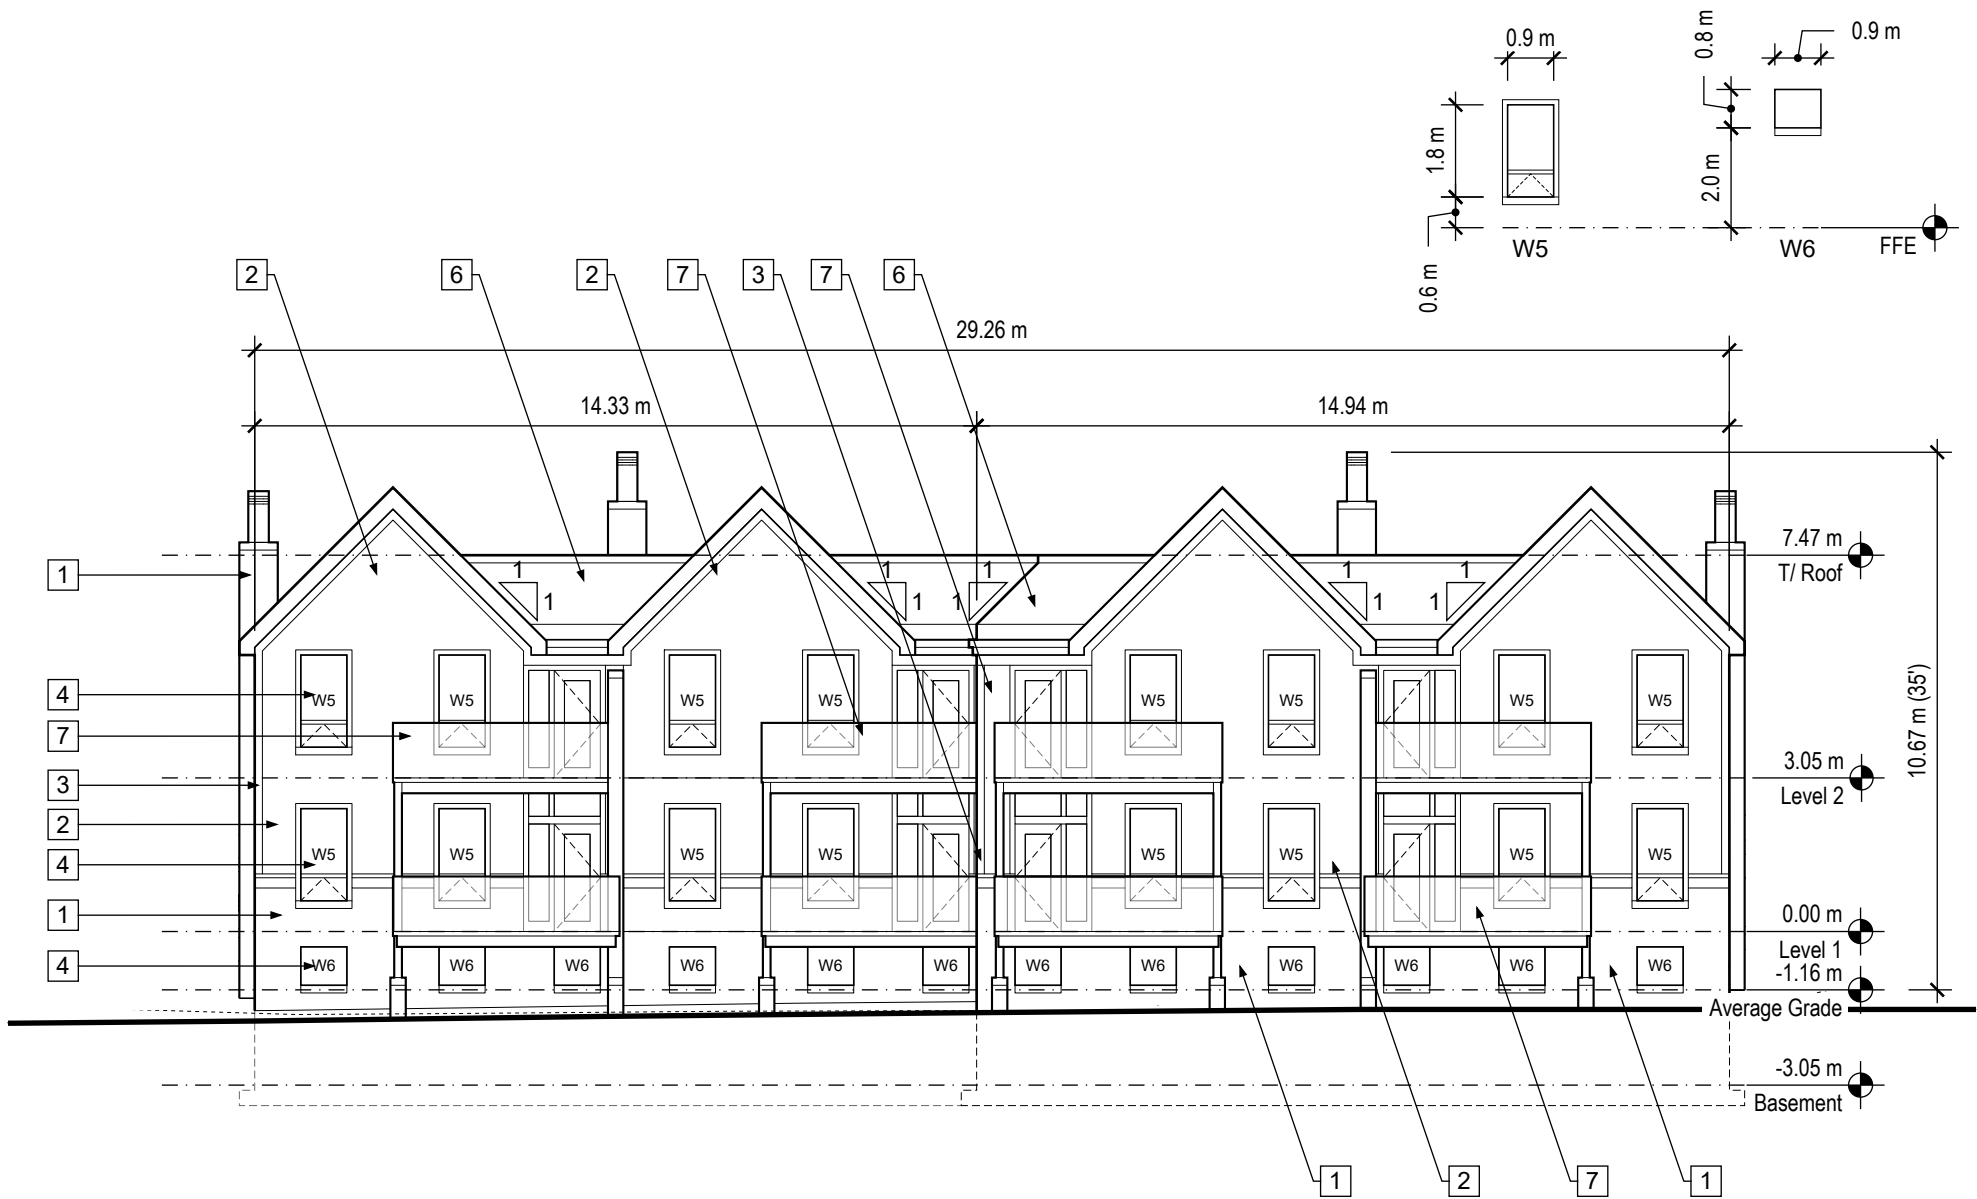 0.9 m
0.8 m
0.9 m
1.8 m
2.0 m
0.6 m
W5
W6
FFE
2
6
2
7
3
7
6
29.26 m
14.33 m
14.94 m
7.47 m
T/ Roof
1
1
1
1
1
1
1
1
1
1
1
1
1
4
W5
W5
W5
W5
W5
W5
W5
W5
7
10.67 m (35')
3.05 m
Level 2
3
2
4
W5
W5
W5
W5
W5
W5
W5
W5
1
0.00 m
Level 1
4
W6
W6
W6
W6
W6
W6
W6
W6
W6
W6
W6
W6
-1.16 m
Average Grade
-3.05 m
Basement
1
2
7
1